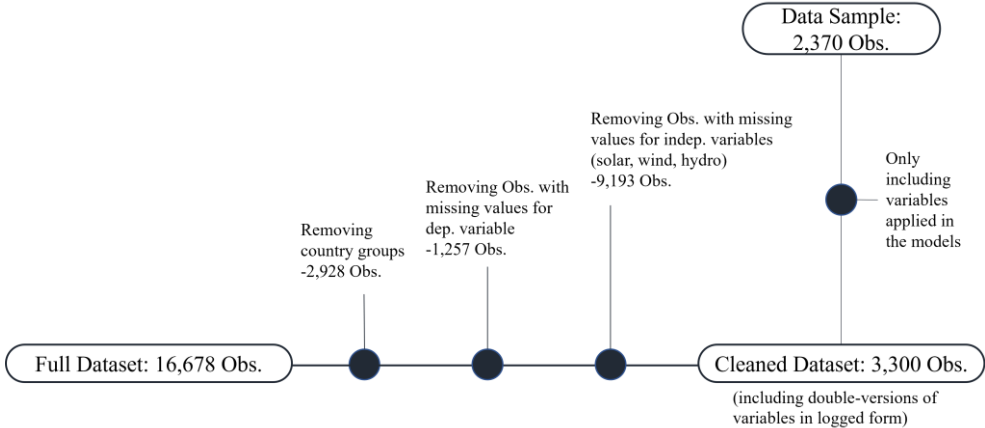 Data Sample:
2,370 Obs.
Removing Obs. with missing
values for indep. variables
(solar, wind, hydro)
-9,193 Obs.
Only
including
variables
applied in
the models
Removing Obs. with
missing values for
dep. variable
-1,257 Obs.
Removing
country groups
-2,928 Obs.
Full Dataset: 16,678 Obs.
Cleaned Dataset: 3,300 Obs.
(including double-versions of
variables in logged form)